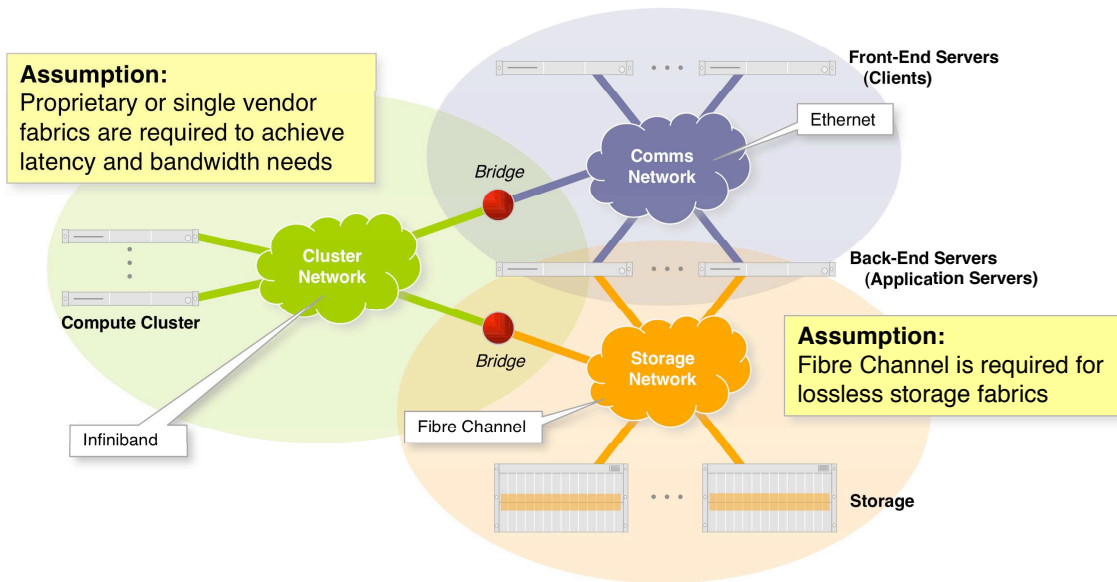 Assumption:
Proprietary or single vendor
fabrics are required to achieve
latency and bandwidth needs
Front-End Servers
(Clients)
Ethernet
Comms
Network
Bridge
Cluster
Network
Compute Cluster
Back-End Servers
(Application Servers)
Bridge
Storage
Network
Assumption:
Fibre Channel is required for
lossless storage fabrics
Infiniband
Fibre Channel
Storage